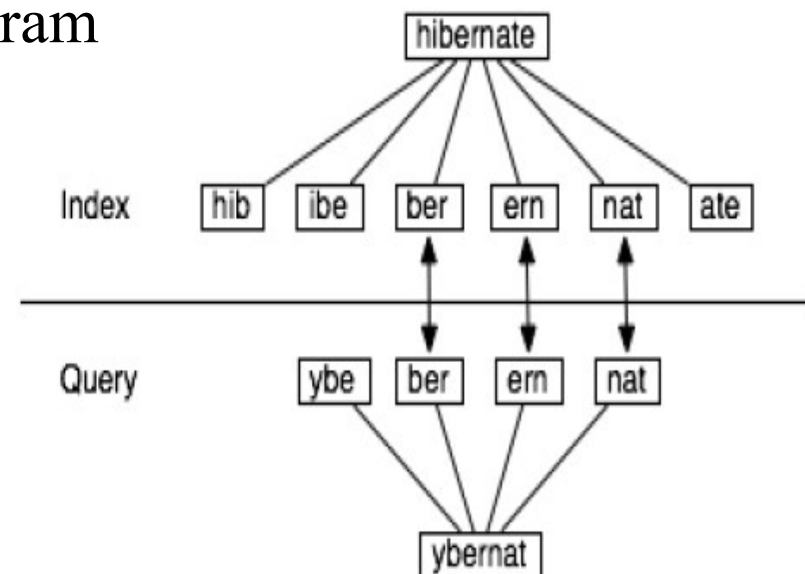 ram
hibernate
Index hib ibe ber ern nat ate
Query ybe ber ern nat
ybernat